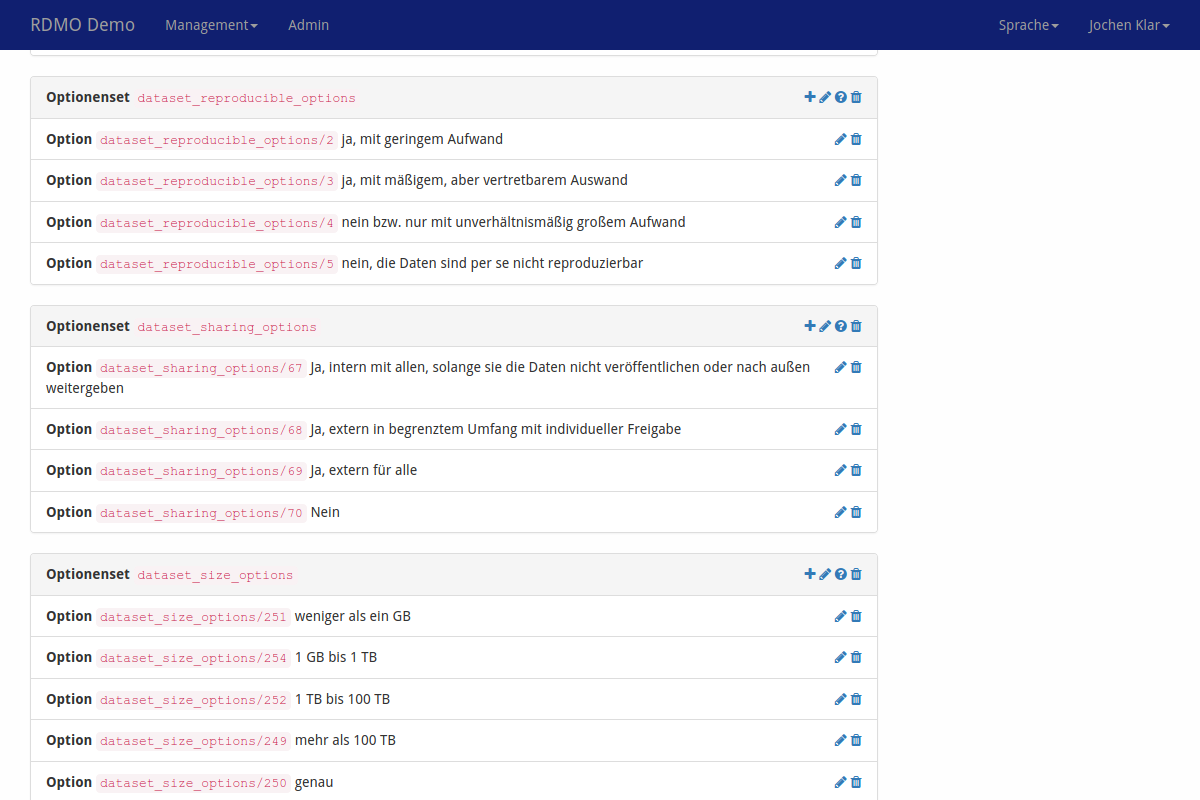 RDMO Demo Management Admin Sprache Jochen Klar
Optionenset dataset_reproducible_options
Option dataset_reproducible_options/2 ja, mit geringem Aufwand
Option dataset_reproducible_options/3 ja, mit mäßigem, aber vertretbarem Auswand
Option dataset_reproducible_options/4 nein bzw. nur mit unverhältnismäßig großem Aufwand
Option dataset_reproducible_options/5 nein, die Daten sind per se nicht reproduzierbar
Optionenset dataset_sharing_options
Option dataset_sharing_options/67 Ja, intern mit allen, solange sie die Daten nicht veröffentlichen oder nach außen
weitergeben
Option dataset_sharing_options/68 Ja, extern in begrenztem Umfang mit individueller Freigabe
Option dataset_sharing_options/69 Ja, extern für alle
Option dataset_sharing_options/70 Nein
Optionenset dataset_size_options
Option dataset_size_options/251 weniger als ein GB
Option dataset_size_options/254 1 GB bis 1 TB
Option dataset_size_options/252 1 TB bis 100 TB
Option dataset_size_options/249 mehr als 100 TB
Option dataset_size_options/250 genau